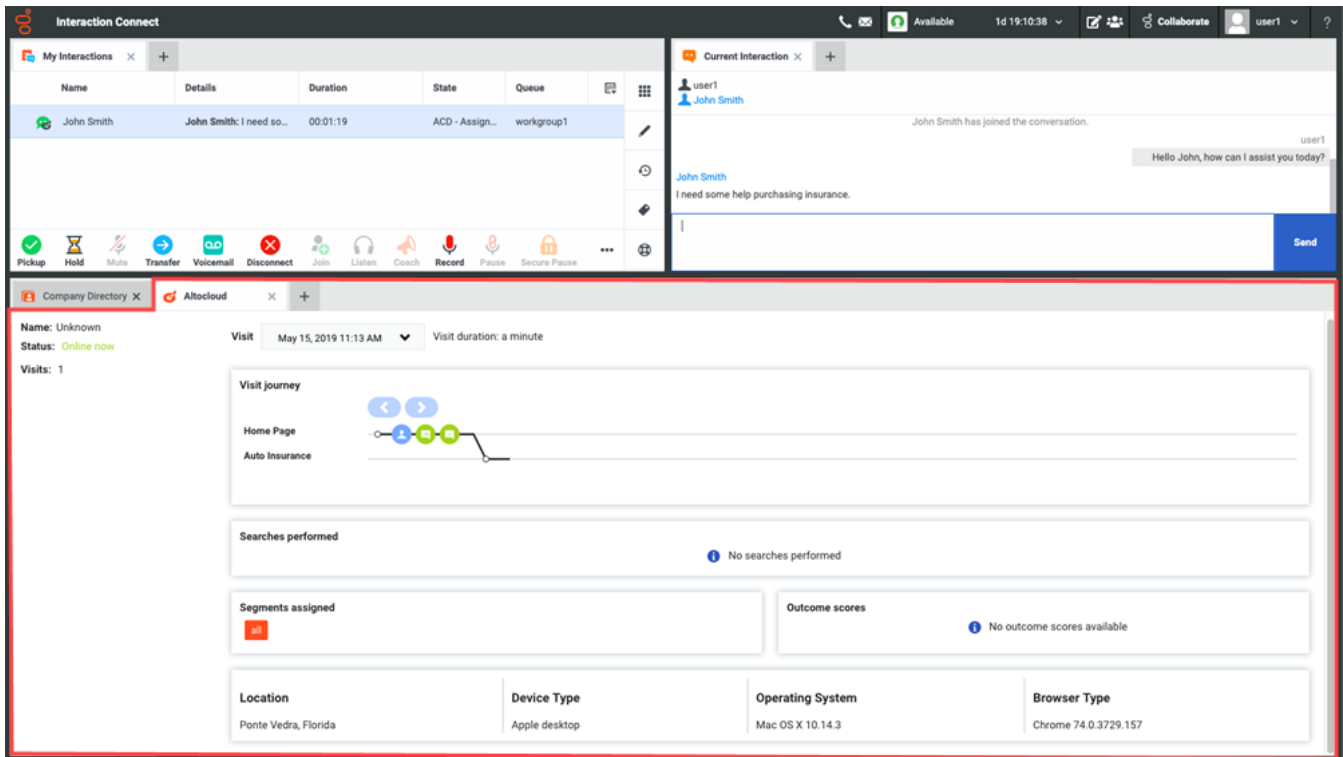 Interaction Connect
Available 1d 19:10:38 Collaborate user1 ?
My Interactions
Name Details Duration State Queue
John Smith John Smith: I need so... 00:01:19 ACD - Assign... workgroup1
Pickup Hold Mute Transfer Voicemail Disconnect Join Listen Coach Record Pause Secure Pause
Current Interaction
user1
John Smith
John Smith has joined the conversation.
user1
Hello John, how can I assist you today?
John Smith
I need some help purchasing insurance.
Send
Company Directory Altocloud
Name: Unknown
Status: Online now
Visits: 1
Visit May 15, 2019 11:13 AM Visit duration: a minute
Visit journey
Home Page
Auto Insurance
Searches performed
No searches performed
Segments assigned
all
Outcome scores
No outcome scores available
Location Device Type Operating System Browser Type
Ponte Vedra, Florida Apple desktop Mac OS X 10.14.3 Chrome 74.0.3729.157